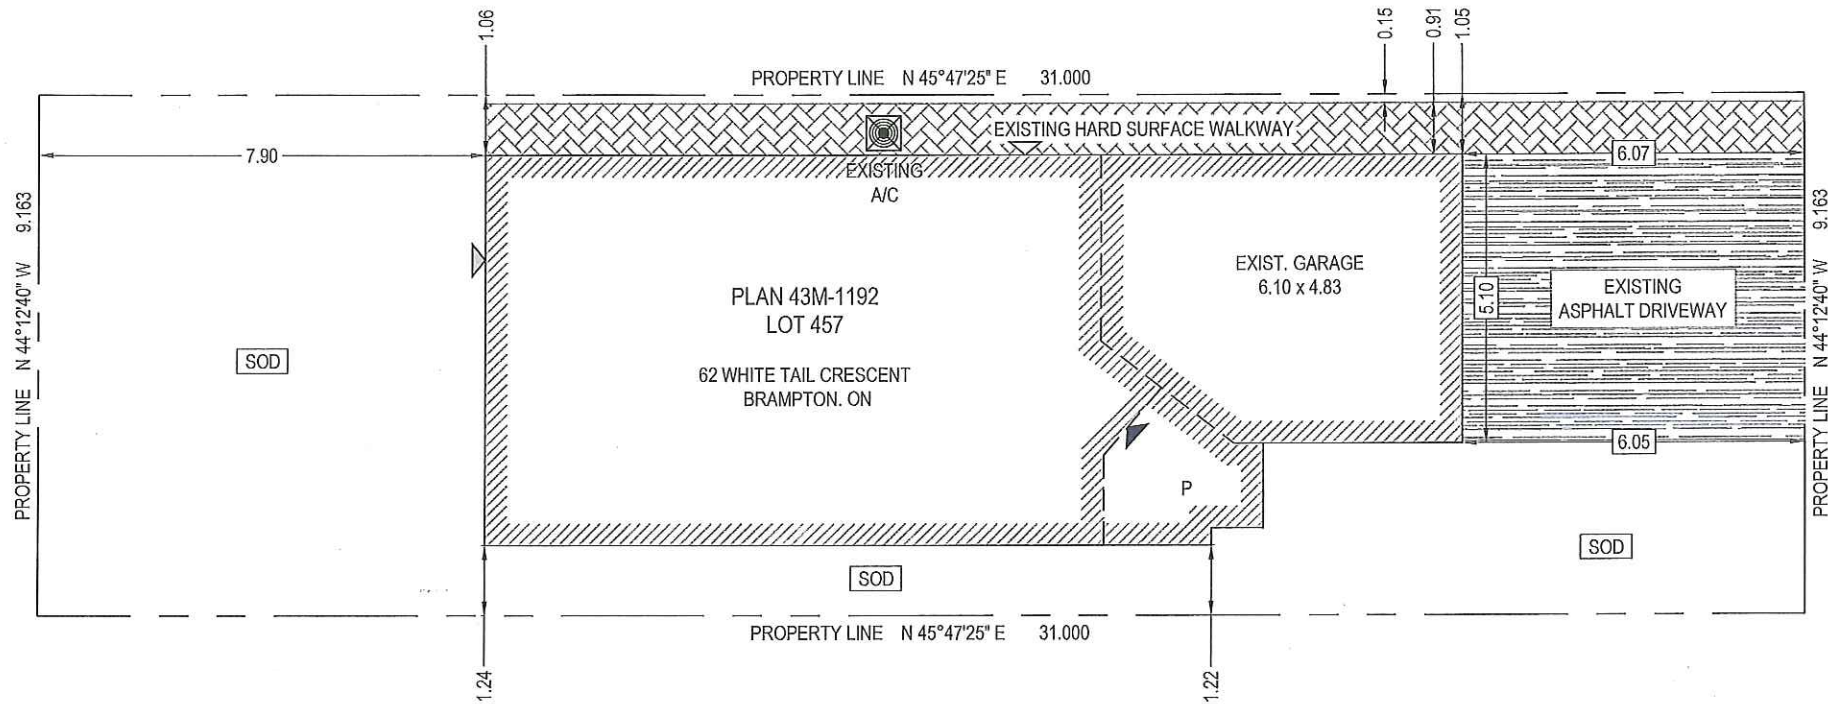 1.06
0.15
0.91
1.05
PROPERTY LINE N 45°47'25" E 31.000
EXISTING HARD SURFACE WALKWAY
7.90
6.07
EXISTING
A/C
PROPERTY LINE N 44°12'40" W 9.163
PROPERTY LINE N 44°12'40" W 9.163
EXIST. GARAGE
6.10 x 4.83
5.10
EXISTING
ASPHALT DRIVEWAY
PLAN 43M-1192
LOT 457
SOD
62 WHITE TAIL CRESCENT
BRAMPTON. ON
6.05
P
SOD
SOD
PROPERTY LINE N 45°47'25" E 31.000
1.24
1.22